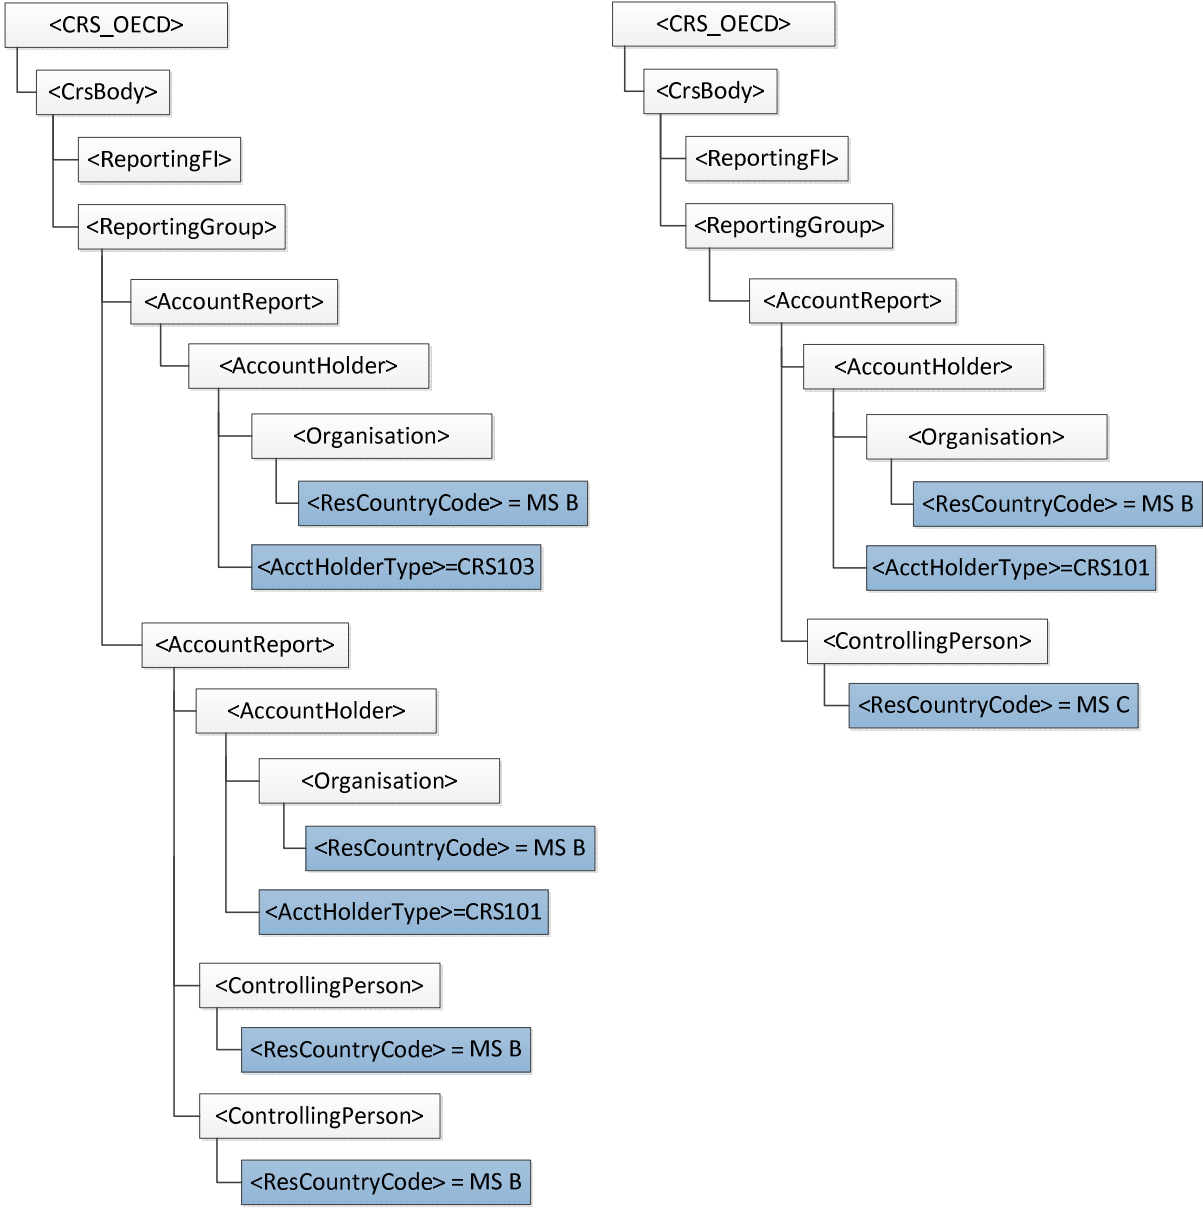 <CRS_OECD>
<CrsBody>
<ReportingFI>
<ReportingGroup>
<AccountReport>
<AccountHolder>
<Organisation>
<ResCountryCode> = MS B
<AcctHolderType>=CRS103
<AccountReport>
<AccountHolder>
<Organisation>
<ResCountryCode> = MS B
<AcctHolderType>=CRS101
<ControllingPerson>
<ResCountryCode> = MS B
<ControllingPerson>
<ResCountryCode> = MS B
<CRS_OECD>
<CrsBody>
<ReportingFI>
<ReportingGroup>
<AccountReport>
<AccountHolder>
<Organisation>
<ResCountryCode> = MS B
<AcctHolderType>=CRS101
<ControllingPerson>
<ResCountryCode> = MS C